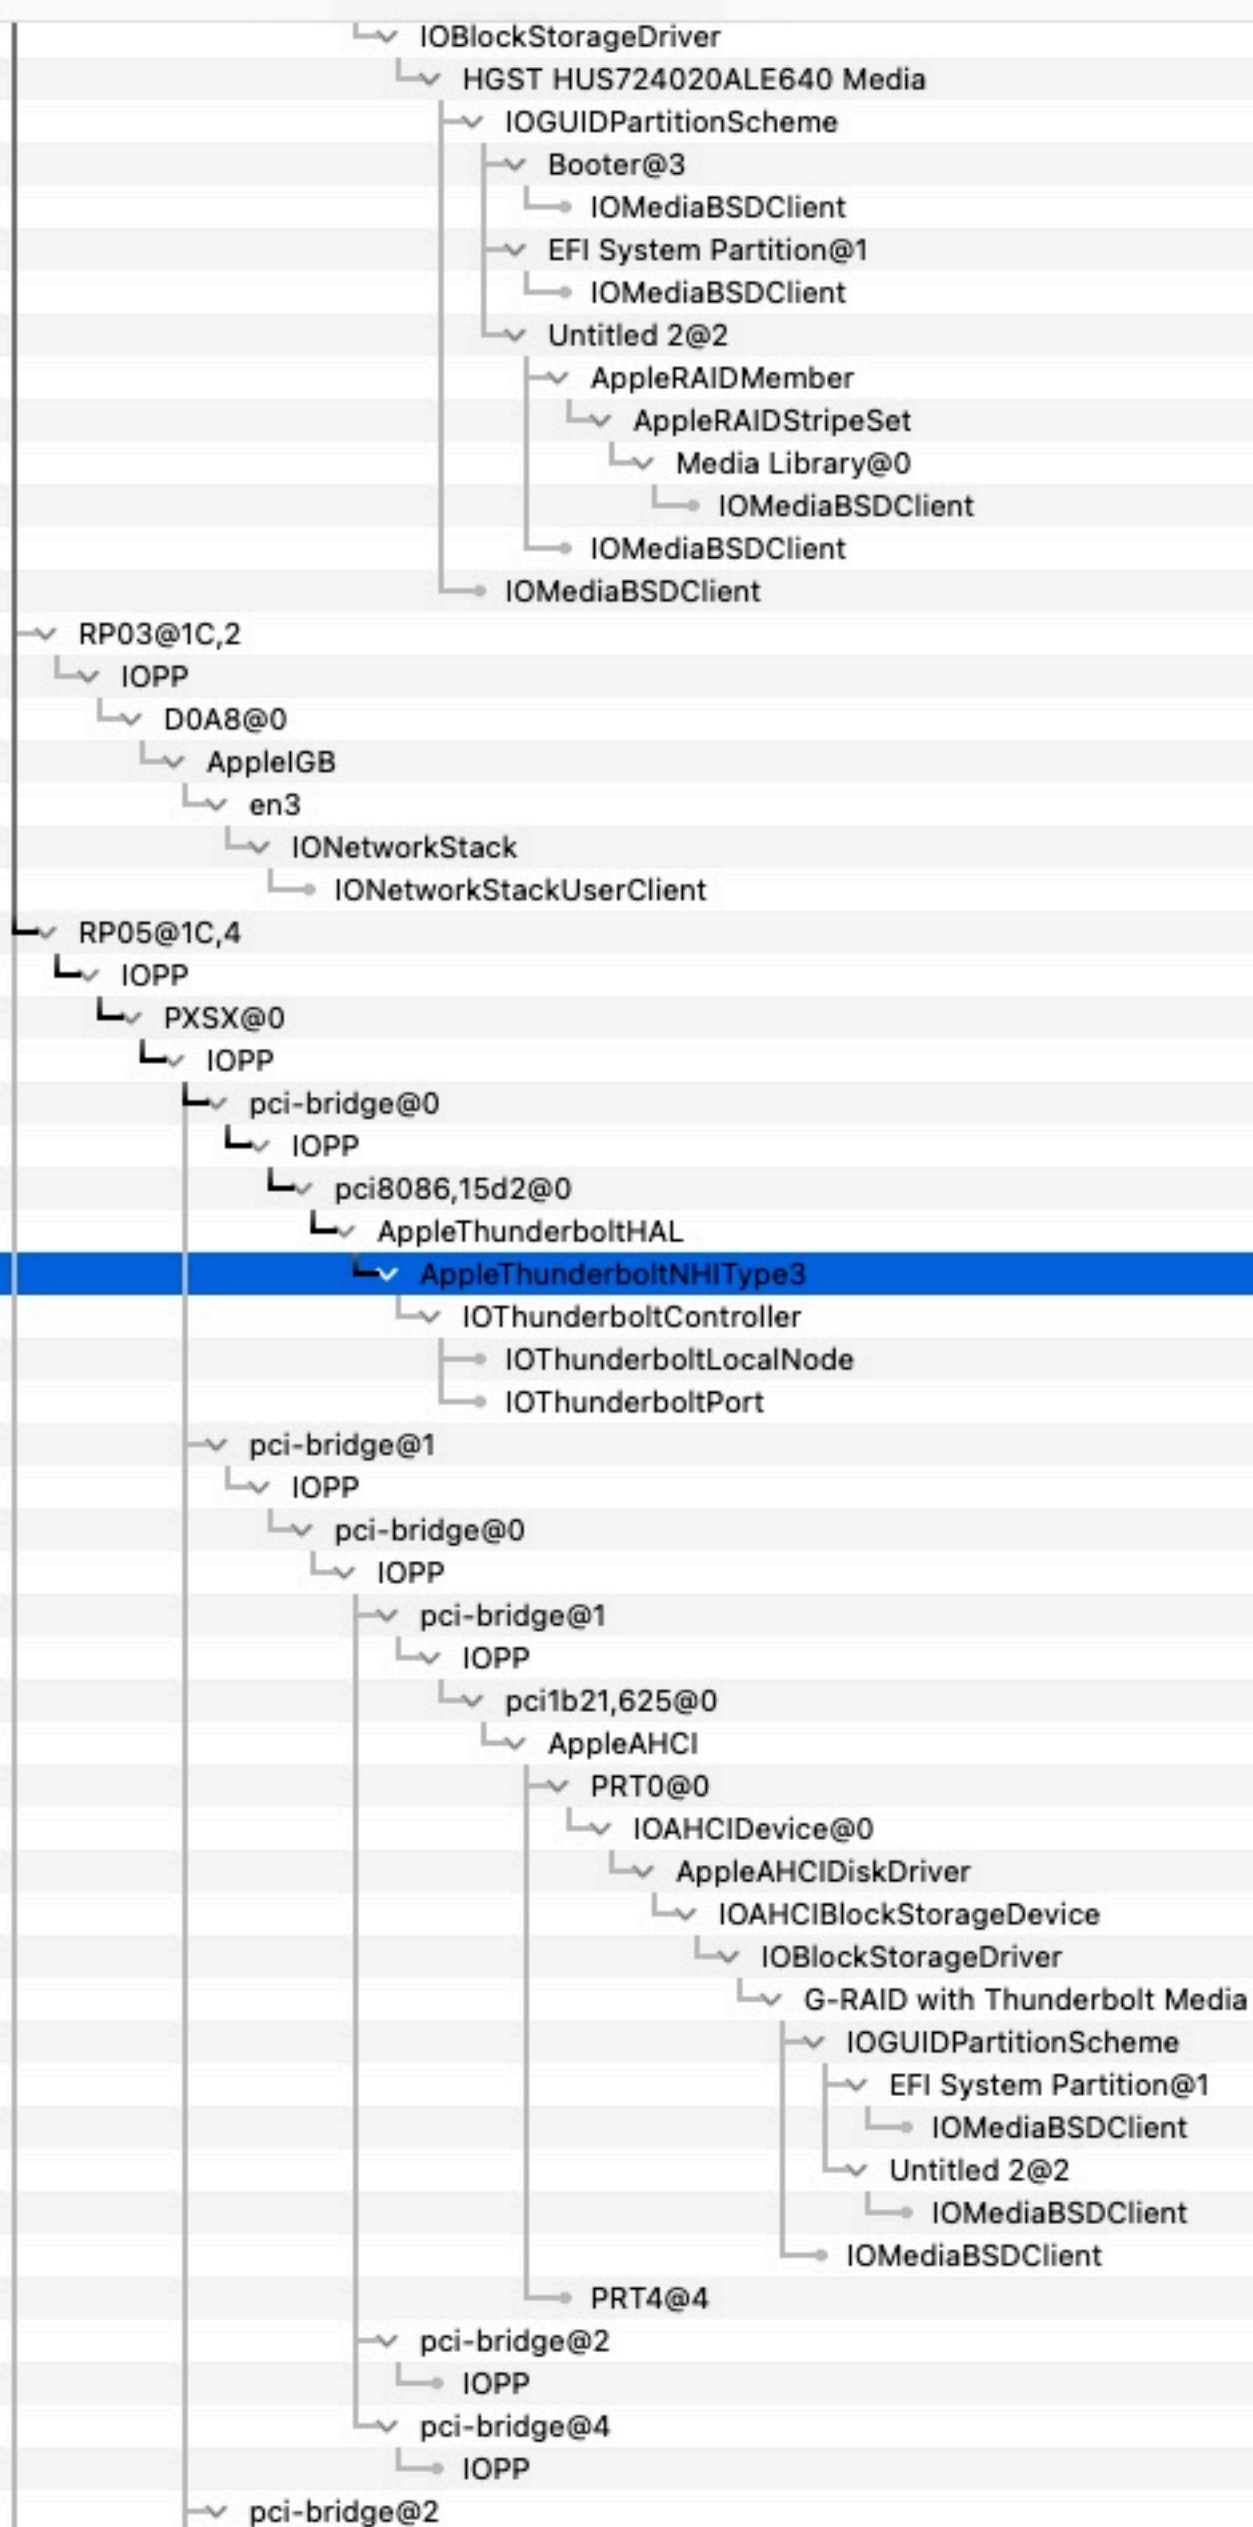 IOBlockStorageDriver
HGST HUS724020ALE640 Media
IOGUIDPartitionScheme
Booter@3
IOMediaBSDClient
EFI System Partition@1
IOMediaBSDClient
Untitled 2@2
AppleRAIDMember
AppleRAIDStripeSet
Media Library@0
IOMediaBSDClient
IOMediaBSDClient
IOMediaBSDClient
RP03@1C,2
IOPP
D0A8@0
AppleIGB
en3
IONetworkStack
IONetworkStackUserClient
RP05@1C,4
IOPP
PXSX@0
IOPP
pci-bridge@0
IOPP
pci8086,15d2@0
AppleThunderboltHAL
AppleThunderboltNHIType3
IOThunderboltController
IOThunderboltLocalNode
IOThunderboltPort
pci-bridge@1
IOPP
pci-bridge@0
IOPP
pci-bridge@1
IOPP
pci1b21,625@0
AppleAHCI
PRT0@0
IOAHCIDevice@0
AppleAHCIDiskDriver
IOAHCIBlockStorageDevice
IOBlockStorageDriver
G-RAID with Thunderbolt Media
IOGUIDPartitionScheme
EFI System Partition@1
IOMediaBSDClient
Untitled 2@2
IOMediaBSDClient
IOMediaBSDClient
PRT4@4
pci-bridge@2
IOPP
pci-bridge@4
IOPP
pci-bridge@2